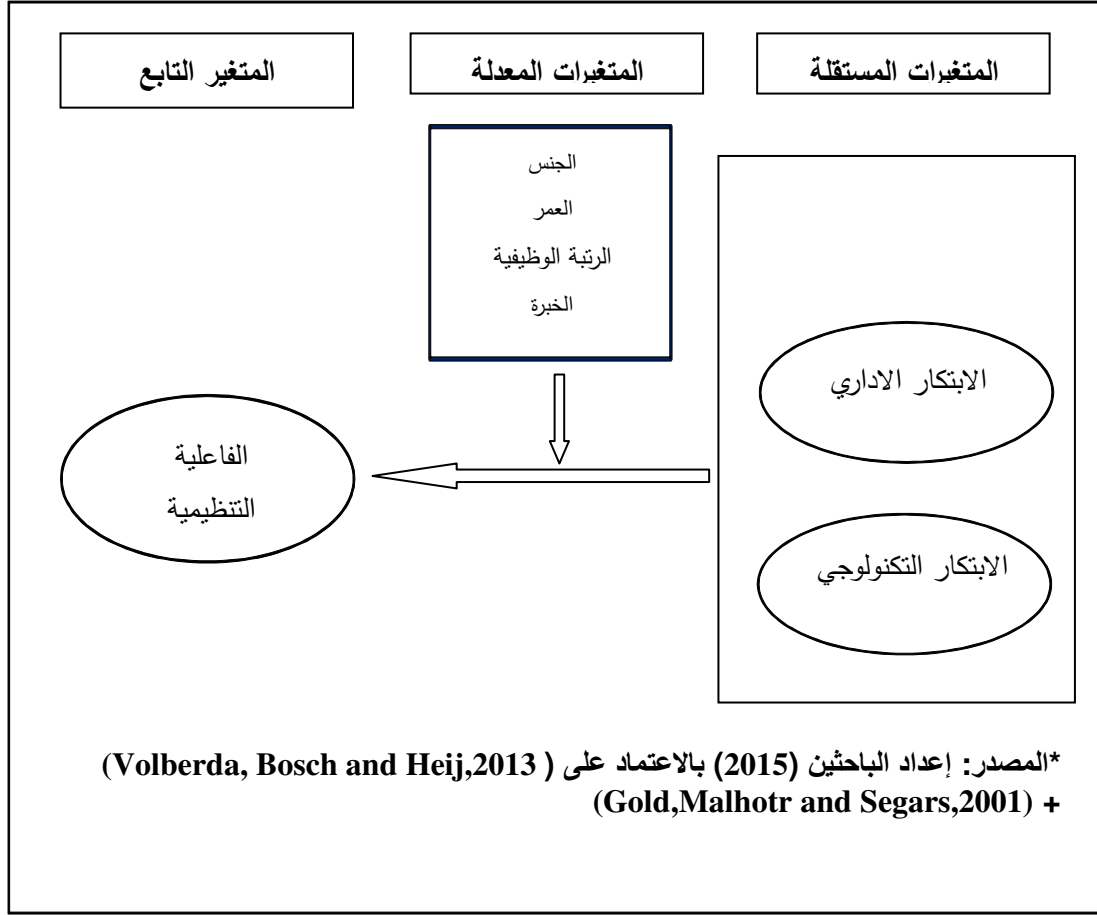 المتغيرات المستقلة
المتغيرات المعدلة
المتغير التابع
الجنس
العمر
الرتبة الوظيفية
الخبرة
الابتكار الاداري
الابتكار التكنولوجي
الفاعلية
التنظيمية
*المصدر: إعداد الباحثين (2015) بالاعتماد على ( Volberda, Bosch and Heij,2013)
+ (Gold,Malhotr and Segars,2001)